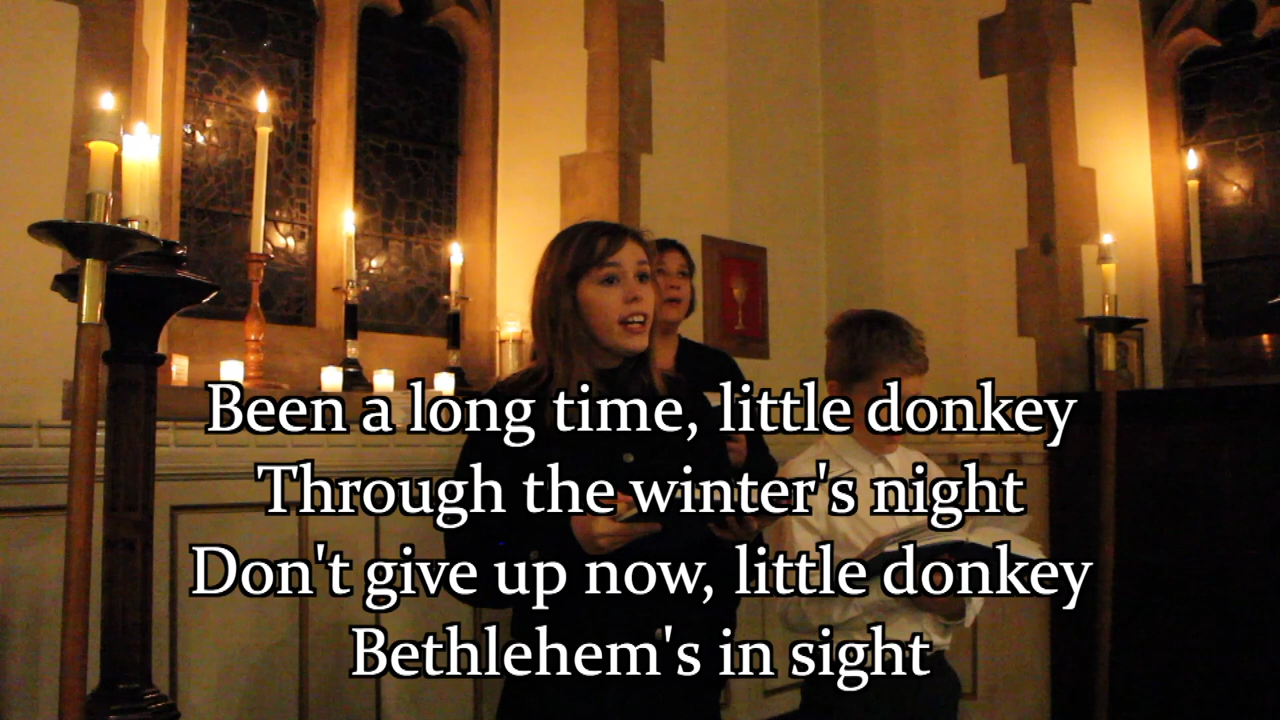 Been a long time, little donkey
Through the winter's night
Don't give up now, little donkey
Bethlehem's in sight